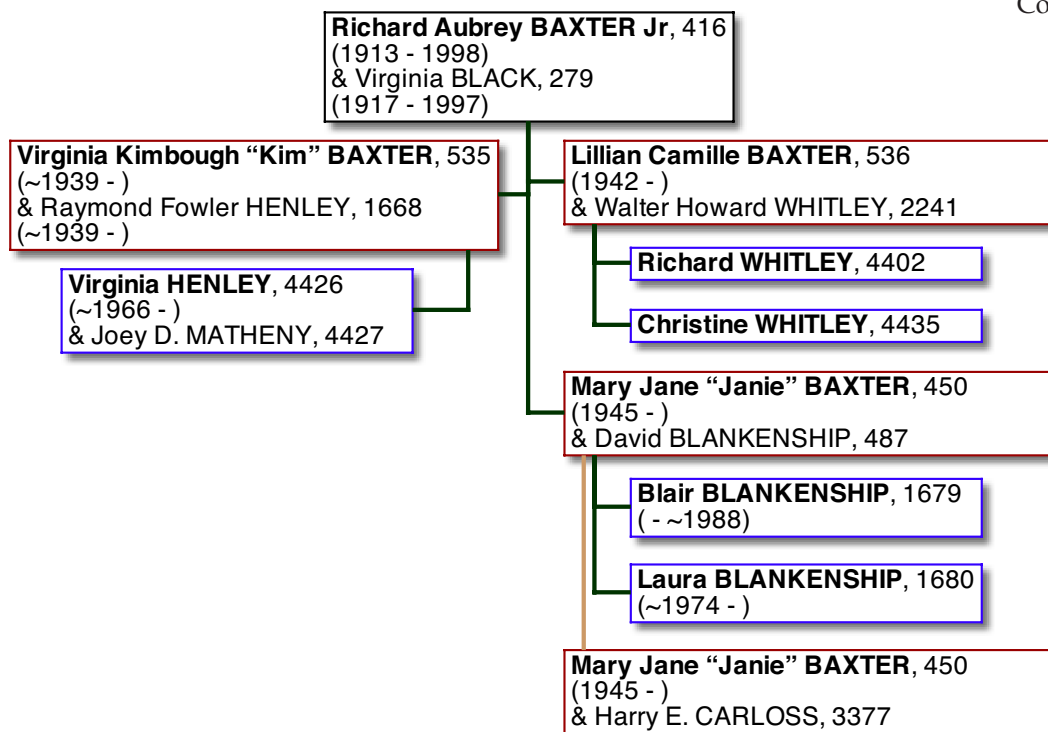 Co
Richard Aubrey BAXTER Jr, 416
(1913 - 1998)
& Virginia BLACK, 279
(1917 - 1997)
Virginia Kimbough “Kim” BAXTER, 535
(~1939 - )
& Raymond Fowler HENLEY, 1668
(~1939 - )
Virginia HENLEY, 4426
(~1966 - )
& Joey D. MATHENY, 4427
Lillian Camille BAXTER, 536
(1942 - )
& Walter Howard WHITLEY, 2241
Richard WHITLEY, 4402
Christine WHITLEY, 4435
Mary Jane “Janie” BAXTER, 450
(1945 - )
& David BLANKENSHIP, 487
Blair BLANKENSHIP, 1679
( - ~1988)
Laura BLANKENSHIP, 1680
(~1974 - )
Mary Jane “Janie” BAXTER, 450
(1945 - )
& Harry E. CARLOSS, 3377